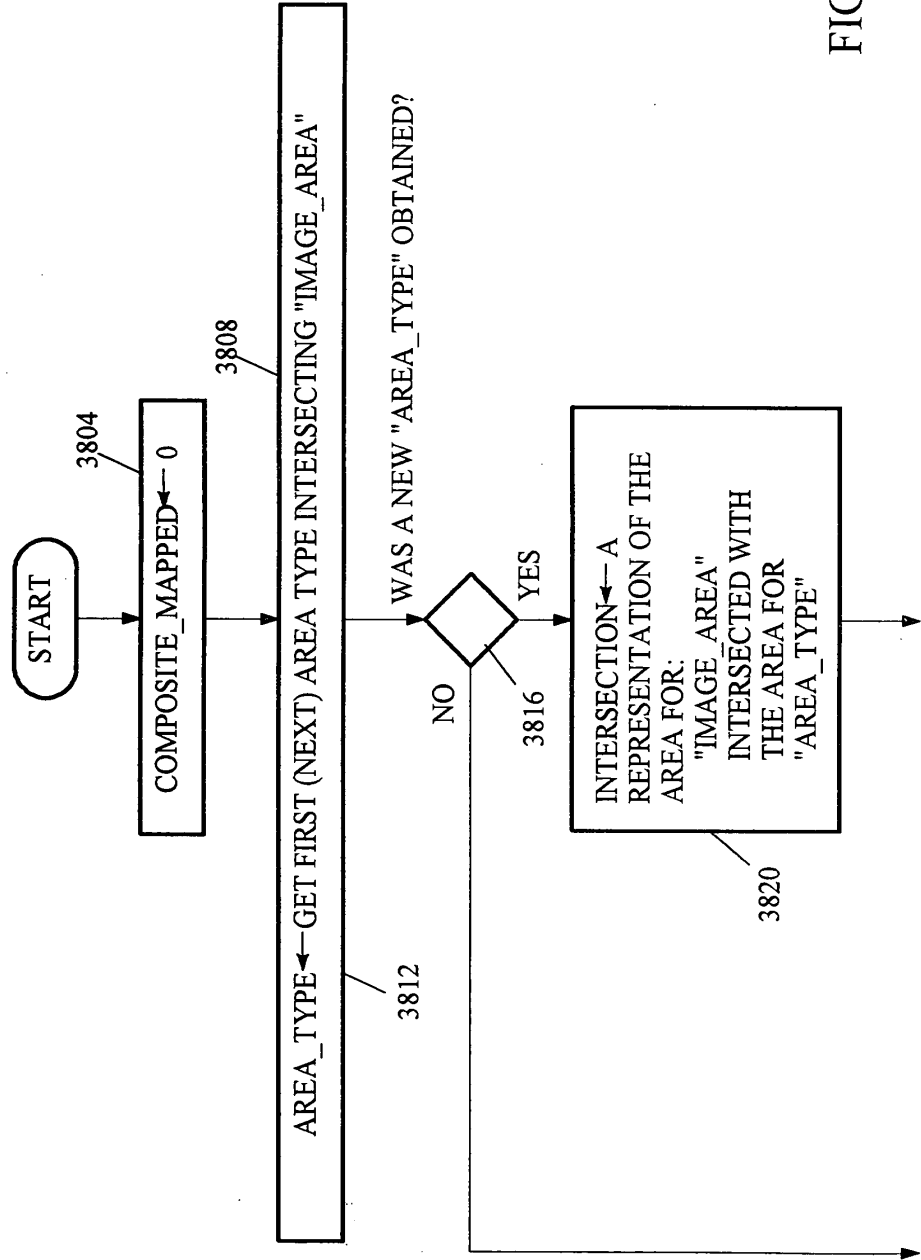 START
3804
COMPOSITE_MAPPED ← 0
3808
AREA_TYPE ← GET FIRST (NEXT) AREA TYPE INTERSECTING "IMAGE_AREA"
3812
WAS A NEW "AREA_TYPE" OBTAINED?
NO
YES
3816
INTERSECTION ← A
REPRESENTATION OF THE
AREA FOR:
"IMAGE_AREA"
INTERSECTED WITH
THE AREA FOR
"AREA_TYPE"
3820